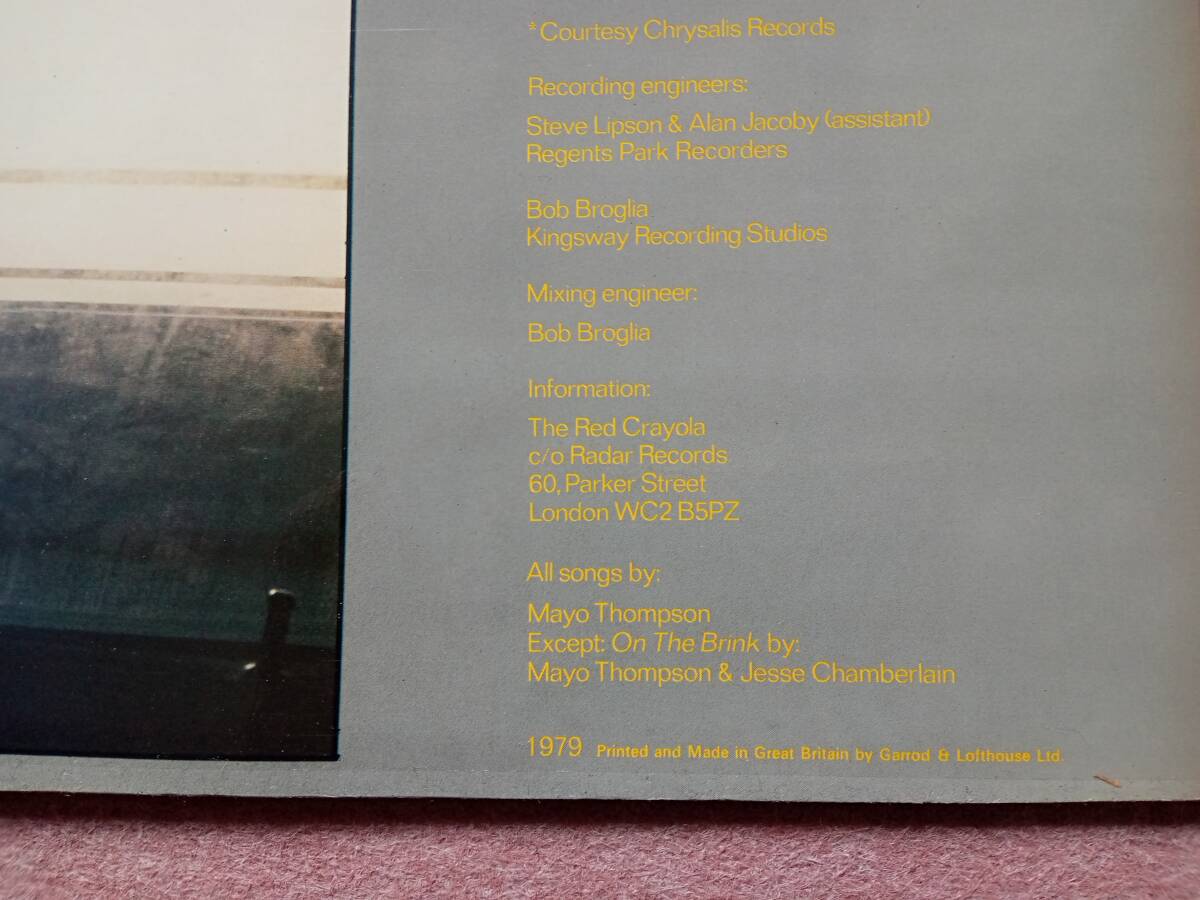 *Courtesy Chrysalis Records
Recording engineers:
Steve Lipson & Alan Jacoby (assistant)
Regents Park Recorders
Bob Broglia
Kingsway Recording Studios
Mixing engineer:
Bob Broglia
Information:
The Red Crayola
c/o Radar Records
60, Parker Street
London WC2 B5PZ
All songs by:
Mayo Thompson
Except: On The Brink by:
Mayo Thompson & Jesse Chamberlain
1979 Printed and Made in Great Britain by Garrod & Lofthouse Ltd.